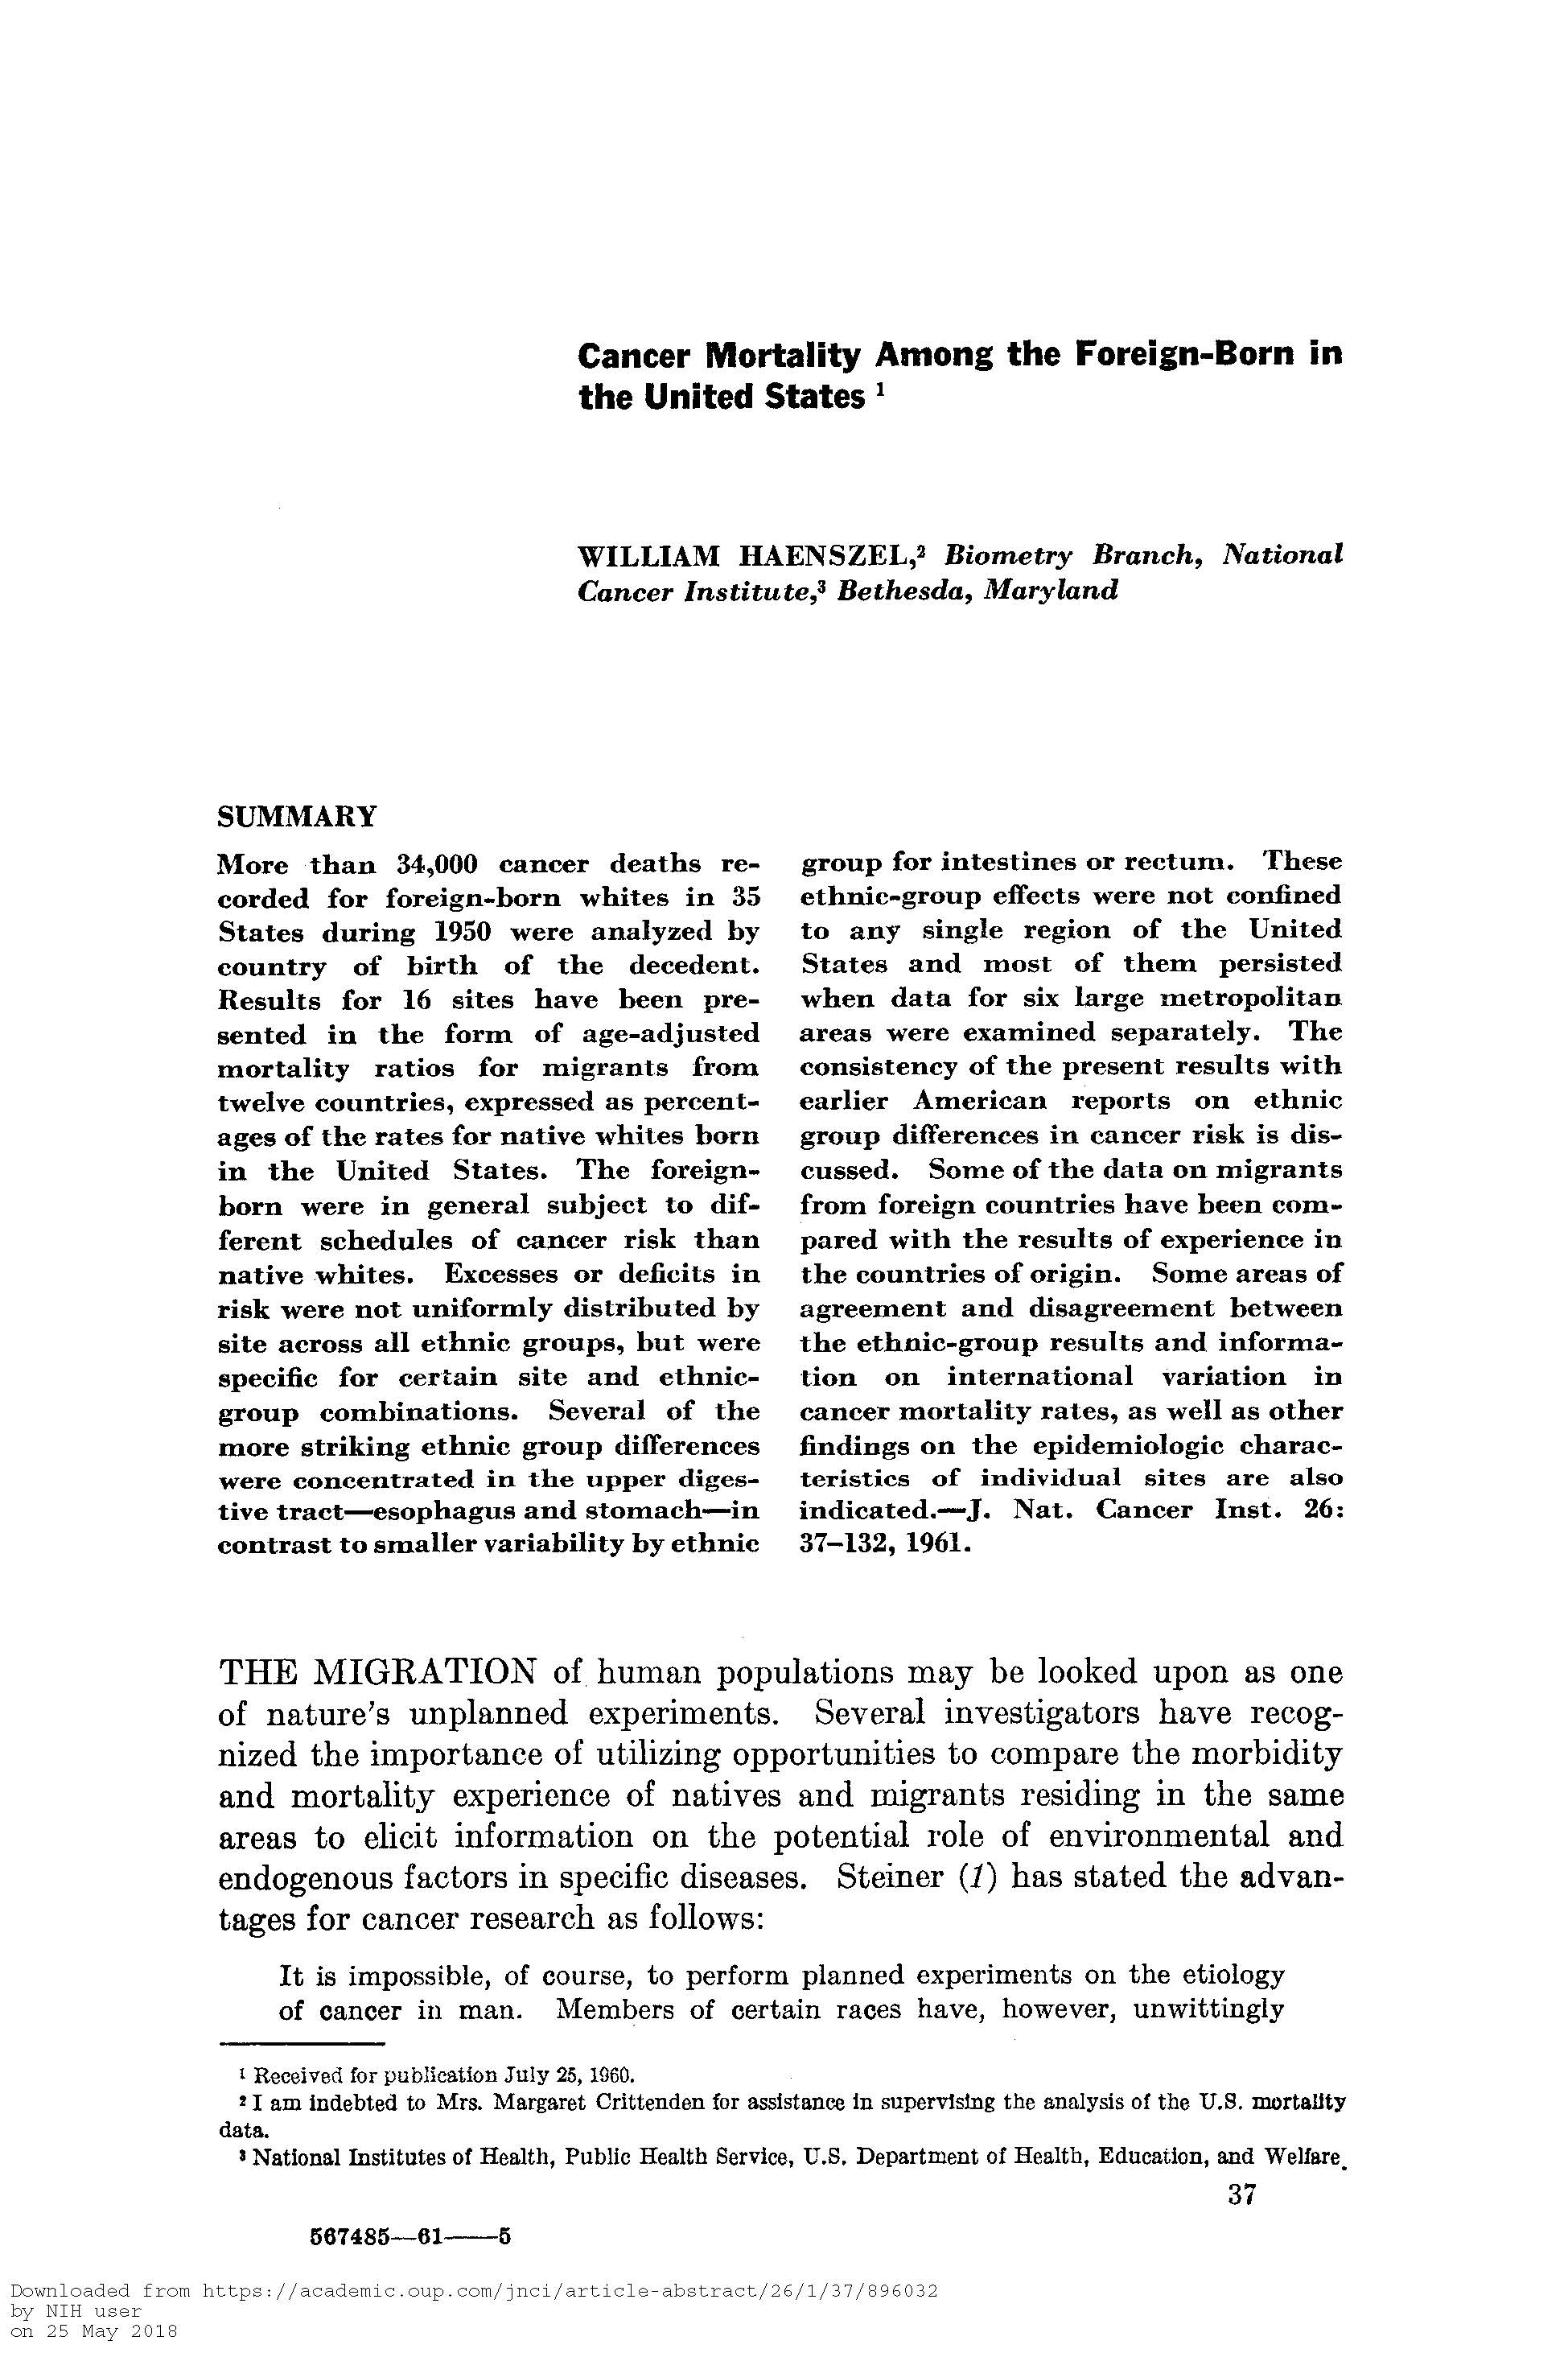 Cancer Mortality Among the Foreign-Born in
the United States ¹
WILLIAM HAENSZEL,² Biometry Branch, National
Cancer Institute,³ Bethesda, Maryland
SUMMARY
More than 34,000 cancer deaths re-
corded for foreign-born whites in 35
States during 1950 were analyzed by
country of birth of the decedent.
Results for 16 sites have been pre-
sented in the form of age-adjusted
mortality ratios for migrants from
twelve countries, expressed as percent-
ages of the rates for native whites born
in the United States. The foreign-
born were in general subject to dif-
ferent schedules of cancer risk than
native whites. Excesses or deficits in
risk were not uniformly distributed by
site across all ethnic groups, but were
specific for certain site and ethnic-
group combinations. Several of the
more striking ethnic group differences
were concentrated in the upper diges-
tive tract—esophagus and stomach—in
contrast to smaller variability by ethnic
group for intestines or rectum. These
ethnic-group effects were not confined
to any single region of the United
States and most of them persisted
when data for six large metropolitan
areas were examined separately. The
consistency of the present results with
earlier American reports on ethnic
group differences in cancer risk is dis-
cussed. Some of the data on migrants
from foreign countries have been com-
pared with the results of experience in
the countries of origin. Some areas of
agreement and disagreement between
the ethnic-group results and informa-
tion on international variation in
cancer mortality rates, as well as other
findings on the epidemiologic charac-
teristics of individual sites are also
indicated.—J. Nat. Cancer Inst. 26:
37–132, 1961.
THE MIGRATION of human populations may be looked upon as one
of nature's unplanned experiments. Several investigators have recog-
nized the importance of utilizing opportunities to compare the morbidity
and mortality experience of natives and migrants residing in the same
areas to elicit information on the potential role of environmental and
endogenous factors in specific diseases. Steiner (1) has stated the advan-
tages for cancer research as follows:
It is impossible, of course, to perform planned experiments on the etiology
of cancer in man. Members of certain races have, however, unwittingly
¹ Received for publication July 25, 1960.
² I am indebted to Mrs. Margaret Crittenden for assistance in supervising the analysis of the U.S. mortality
data.
³ National Institutes of Health, Public Health Service, U.S. Department of Health, Education, and Welfare.
37
567485—61——5
Downloaded from https://academic.oup.com/jnci/article-abstract/26/1/37/896032
by NIH user
on 25 May 2018